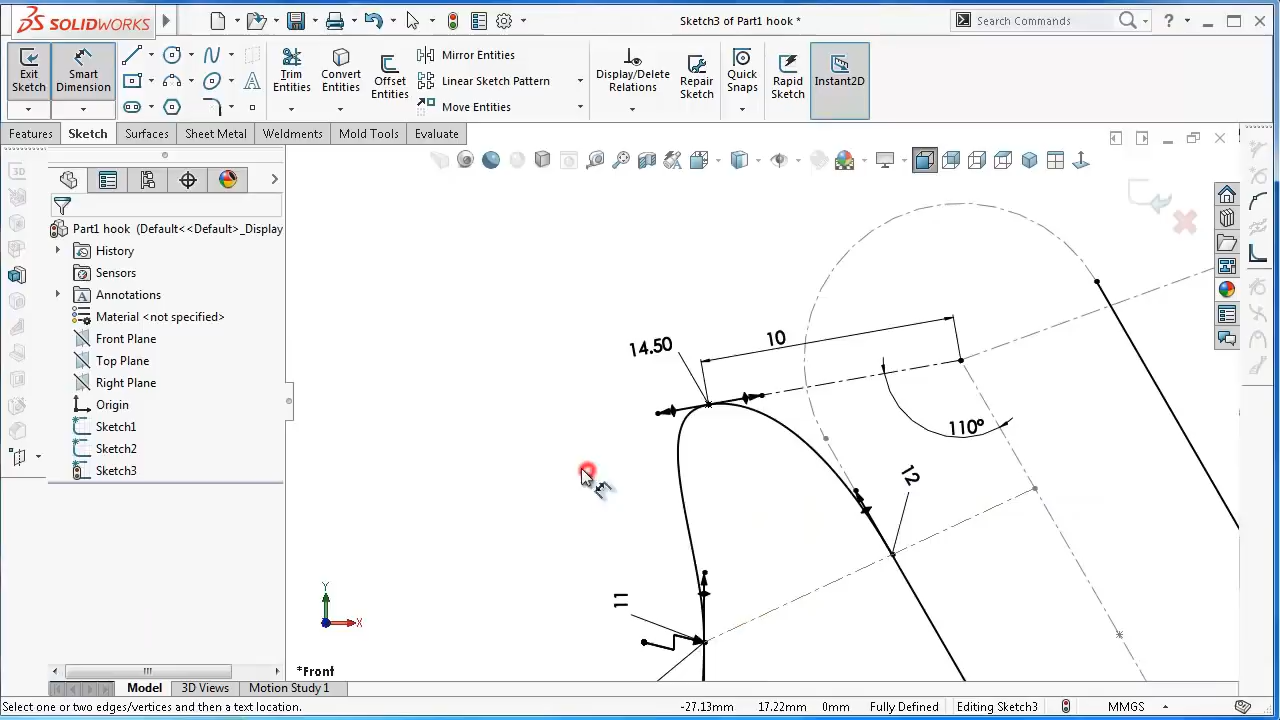 SOLIDWORKS
Sketch3 of Part1 hook *
Search Commands
?
Exit Sketch
Smart Dimension
Trim Entities
Convert Entities
Offset Entities
Mirror Entities
Linear Sketch Pattern
Move Entities
Display/Delete Relations
Repair Sketch
Quick Snaps
Rapid Sketch
Instant2D
Features
Sketch
Surfaces
Sheet Metal
Weldments
Mold Tools
Evaluate
3D
Part1 hook (Default<<Default>_Display
History
Sensors
Annotations
Material <not specified>
Front Plane
Top Plane
Right Plane
Origin
Sketch1
Sketch2
Sketch3
14.50
10
110°
12
11
Y
X
*Front
Model
3D Views
Motion Study 1
Select one or two edges/vertices and then a text location.
-27.13mm
17.22mm
0mm
Fully Defined
Editing Sketch3
MMGS